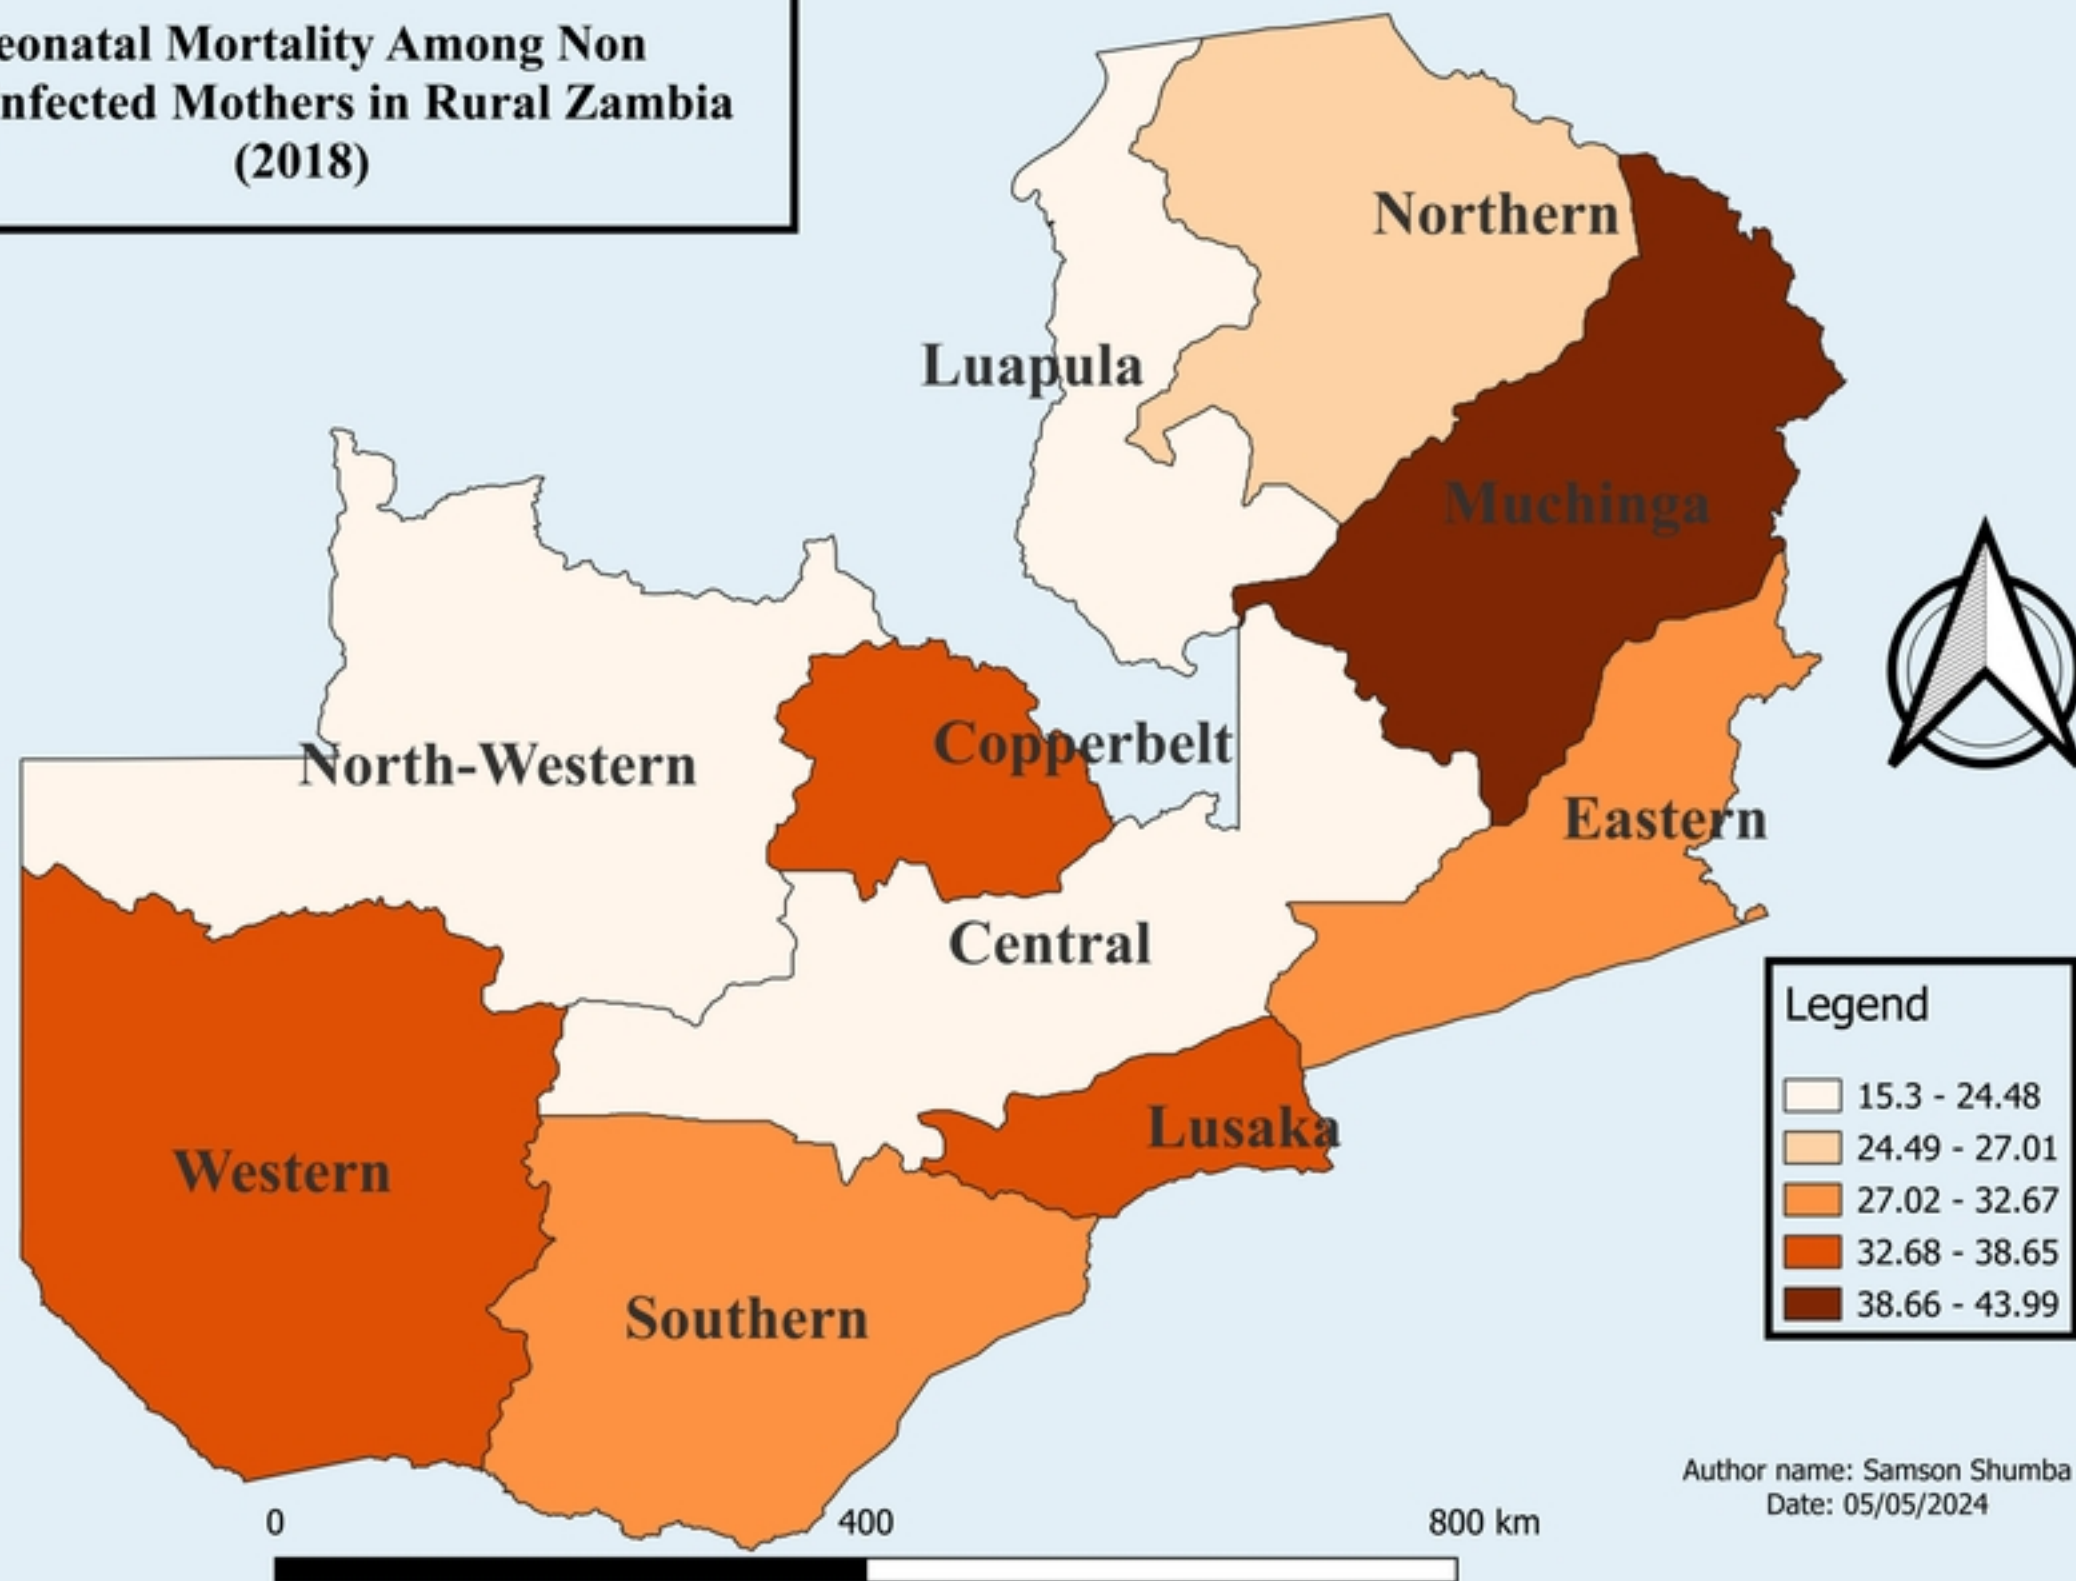 eonatal Mortality Among Non
nfected Mothers in Rural Zambia
(2018)
Northern
Luapula
Muchinga
Copperbelt
North-Western
Eastern
Central
Lusaka
Western
Southern
Legend
15.3 - 24.48
24.49 - 27.01
27.02 - 32.67
32.68 - 38.65
38.66 - 43.99
Author name: Samson Shumba
Date: 05/05/2024
0 400 800 km